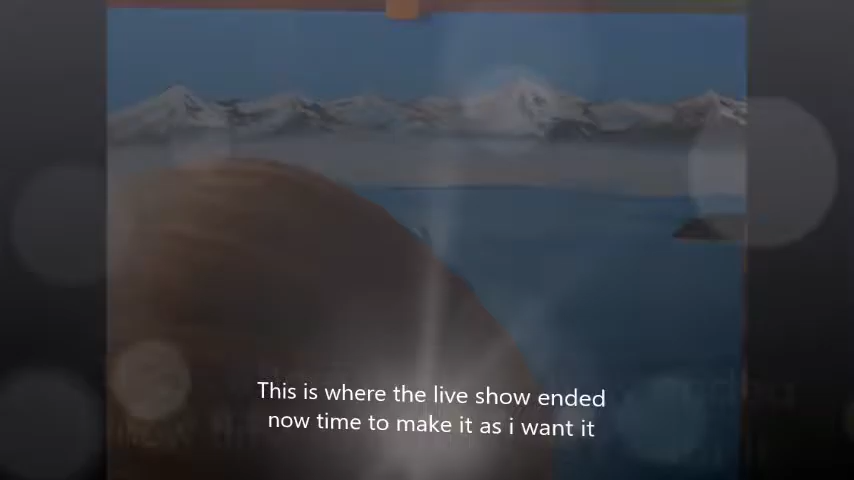 This is where the live show ended
now time to make it as i want it